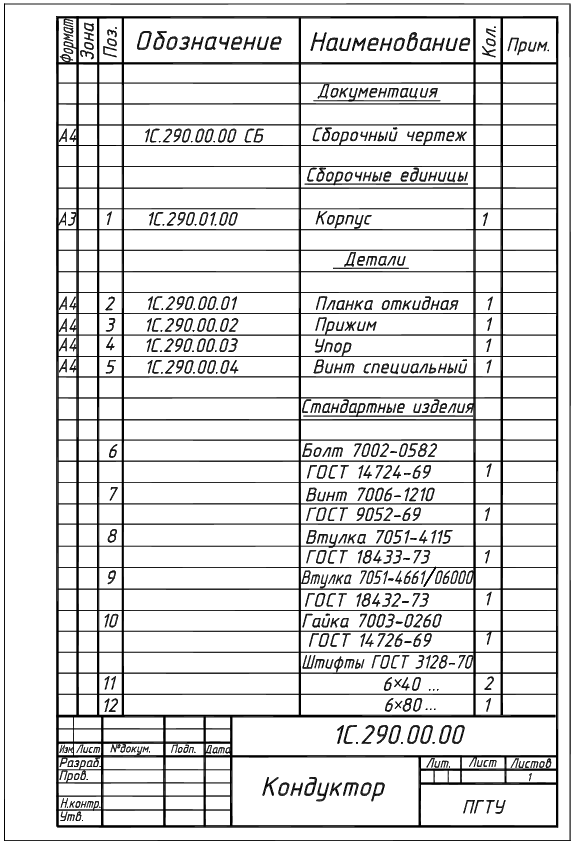 Формат Зона Поз. Обозначение Наименование Кол. Прим.
Документация
А4 1С.290.00.00 СБ Сборочный чертеж
Сборочные единицы
А3 1 1С.290.01.00 Корпус 1
Детали
А4 2 1С.290.00.01 Планка откидная 1
А4 3 1С.290.00.02 Прижим 1
А4 4 1С.290.00.03 Упор 1
А4 5 1С.290.00.04 Винт специальный 1
Стандартные изделия
6 Болт 7002-0582
ГОСТ 14724-69 1
7 Винт 7006-1210
ГОСТ 9052-69 1
8 Втулка 7051-4115
ГОСТ 18433-73 1
9 Втулка 7051-4661/06000
ГОСТ 18432-73 1
10 Гайка 7003-0260
ГОСТ 14726-69 1
Штифты ГОСТ 3128-70
11 6×40 ... 2
12 6×80 ... 1
1С.290.00.00
Изм Лист №докум. Подп. Дата
Разраб. Лит. Лист Листов
Пров. 1
Кондуктор
Н.контр. ПГТУ
Утв.